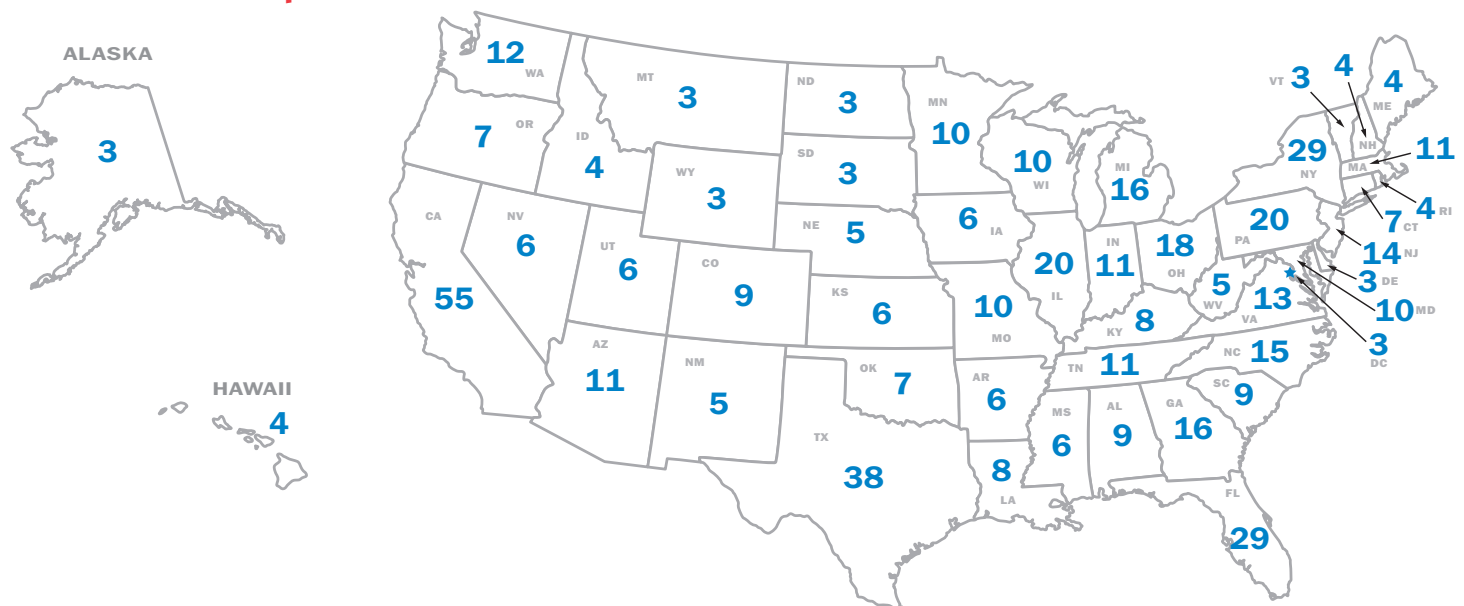 ALASKA
3
HAWAII
4
12
WA
7
OR
ID
4
MT
3
WY
3
CA
55
NV
6
UT
6
CO
9
AZ
11
NM
5
ND
3
SD
3
NE
5
KS
6
OK
7
TX
38
MN
10
6
IA
10
MO
AR
6
8
LA
10
WI
MI
16
20
IL
IN
11
18
OH
KY
8
TN
11
MS
6
AL
9
GA
16
FL
29
SC
9
NC
15
13
VA
5
WV
20
PA
29
NY
VT
3
4
NH
4
ME
11
MA
4
RI
7
CT
14
NJ
3
DE
10
MD
3
DC